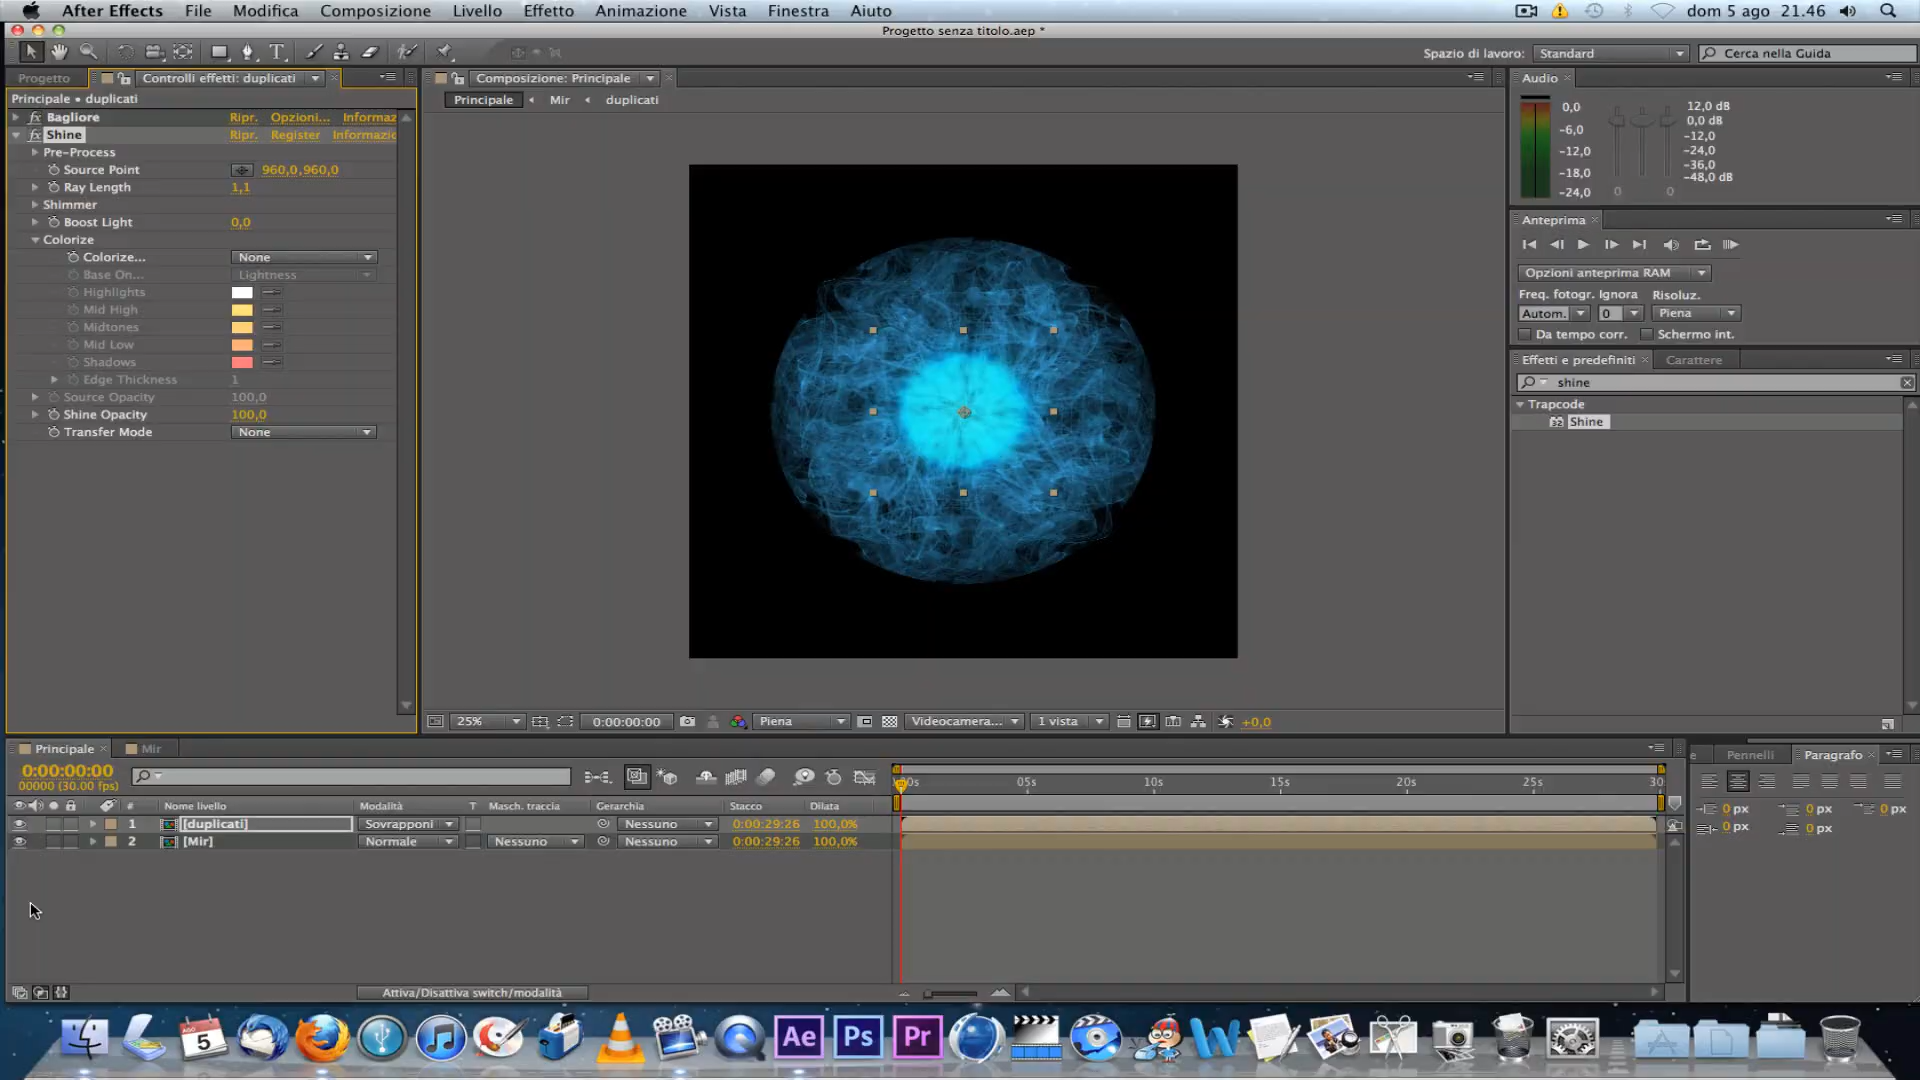 After Effects File Modifica Composizione Livello Effetto Animazione Vista Finestra Aiuto dom 5 ago 21.46
Progetto senza titolo.aep *
T Spazio di lavoro: Standard Cerca nella Guida
Progetto Controlli effetti: duplicati Composizione: Principale Audio
Principale • duplicati Principale Mir duplicati
fx Bagliore Ripr. Opzioni... Informaz
fx Shine Ripr. Register Informazio
Pre-Process
Source Point 960,0,960,0
Ray Length 1,1
Shimmer
Boost Light 0,0
Colorize
Colorize... None
Base On... Lightness
Highlights
Mid High
Midtones
Mid Low
Shadows
Edge Thickness 1
Source Opacity 100,0
Shine Opacity 100,0
Transfer Mode None
25% 0:00:00:00 Piena Videocamera... 1 vista +0,0
0,0 12,0 dB
0,0 dB
-6,0 -12,0
-12,0 -24,0
-36,0
-18,0 -48,0 dB
-24,0 0 0
Anteprima
Opzioni anteprima RAM
Freq. fotogr. Ignora Risoluz.
Autom. 0 Piena
Da tempo corr. Schermo int.
Effetti e predefiniti Carattere
shine
Trapcode
32 Shine
Principale Mir
0:00:00:00
00000 (30.00 fps)
05s 10s 15s 20s 25s 30
# Nome livello Modalità T Masch. traccia Gerarchia Stacco Dilata
1 [duplicati] Sovrapponi Nessuno 0:00:29:26 100,0%
2 [Mir] Normale Nessuno Nessuno 0:00:29:26 100,0%
Attiva/Disattiva switch/modalità
e Pennelli Paragrafo
0 px 0 px 0 px
0 px 0 px
5 Ae Ps Pr W